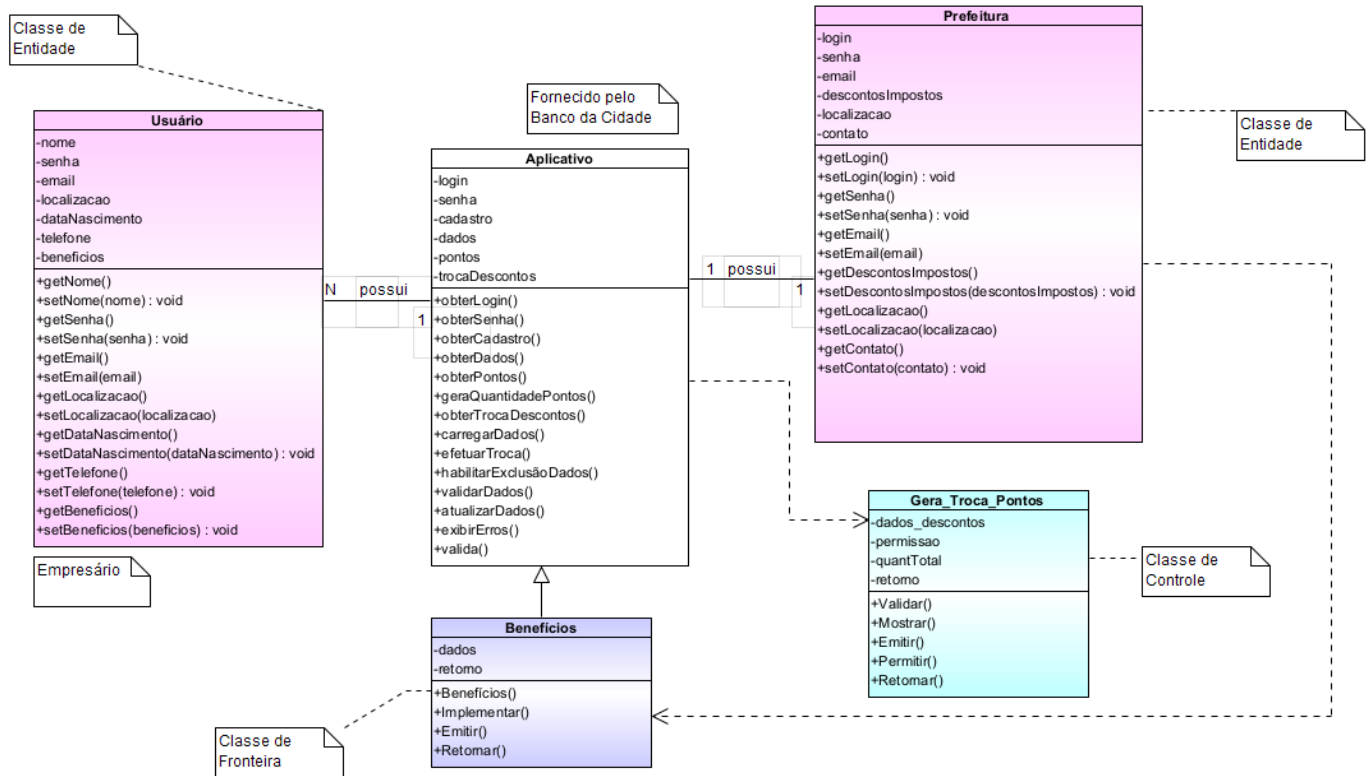 Classe de
Entidade
Usuário
-nome
-senha
-email
-localizacao
-dataNascimento
-telefone
-beneficios
+getNome()
+setNome(nome) : void
+getSenha()
+setSenha(senha) : void
+getEmail()
+setEmail(email)
+getLocalizacao()
+setLocalizacao(localizacao)
+getDataNascimento()
+setDataNascimento(dataNascimento) : void
+getTelefone()
+setTelefone(telefone) : void
+getBeneficios()
+setBeneficios(beneficios) : void
Empresário
N possui
1
Fornecido pelo
Banco da Cidade
Aplicativo
-login
-senha
-cadastro
-dados
-pontos
-trocaDescontos
+obterLogin()
+obterSenha()
+obterCadastro()
+obterDados()
+obterPontos()
+geraQuantidadePontos()
+obterTrocaDescontos()
+carregarDados()
+efetuarTroca()
+habilitarExclusãoDados()
+validarDados()
+atualizarDados()
+exibirErros()
+valida()
1 possui
1
Prefeitura
-login
-senha
-email
-descontosImpostos
-localizacao
-contato
+getLogin()
+setLogin(login) : void
+getSenha()
+setSenha(senha) : void
+getEmail()
+setEmail(email)
+getDescontosImpostos()
+setDescontosImpostos(descontosImpostos) : void
+getLocalizacao()
+setLocalizacao(localizacao)
+getContato()
+setContato(contato) : void
Classe de
Entidade
Gera_Troca_Pontos
-dados_descontos
-permissao
-quantTotal
-retorno
+Validar()
+Mostrar()
+Emitir()
+Permitir()
+Retornar()
Classe de
Controle
Benefícios
-dados
-retorno
+Benefícios()
+Implementar()
+Emitir()
+Retornar()
Classe de
Fronteira